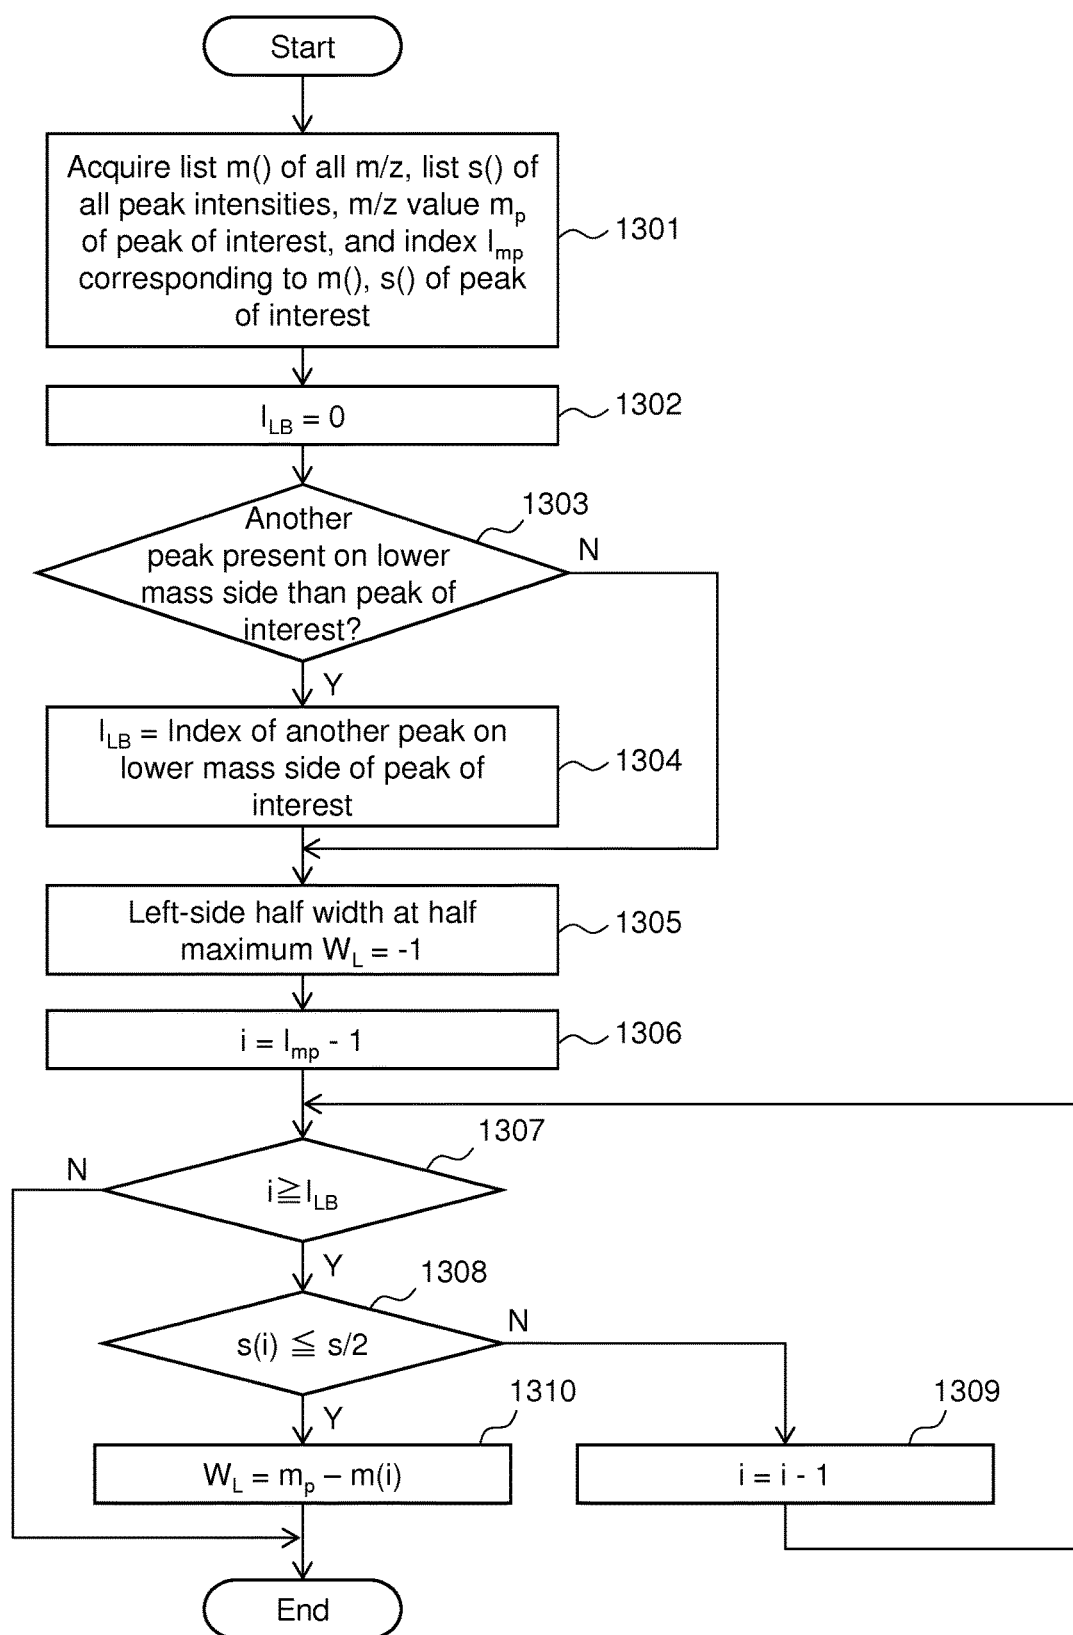 Start
Acquire list m() of all m/z, list s() of
all peak intensities, m/z value mp
of peak of interest, and index Imp
corresponding to m(), s() of peak
of interest
1301
ILB = 0
1302
1303
Another
peak present on lower
mass side than peak of
interest?
N
Y
ILB = Index of another peak on
lower mass side of peak of
interest
1304
Left-side half width at half
maximum WL = -1
1305
i = Imp - 1
1306
1307
N
i≧ILB
Y
1308
s(i) ≦ s/2
N
Y
1310
WL = mp – m(i)
1309
i = i - 1
End